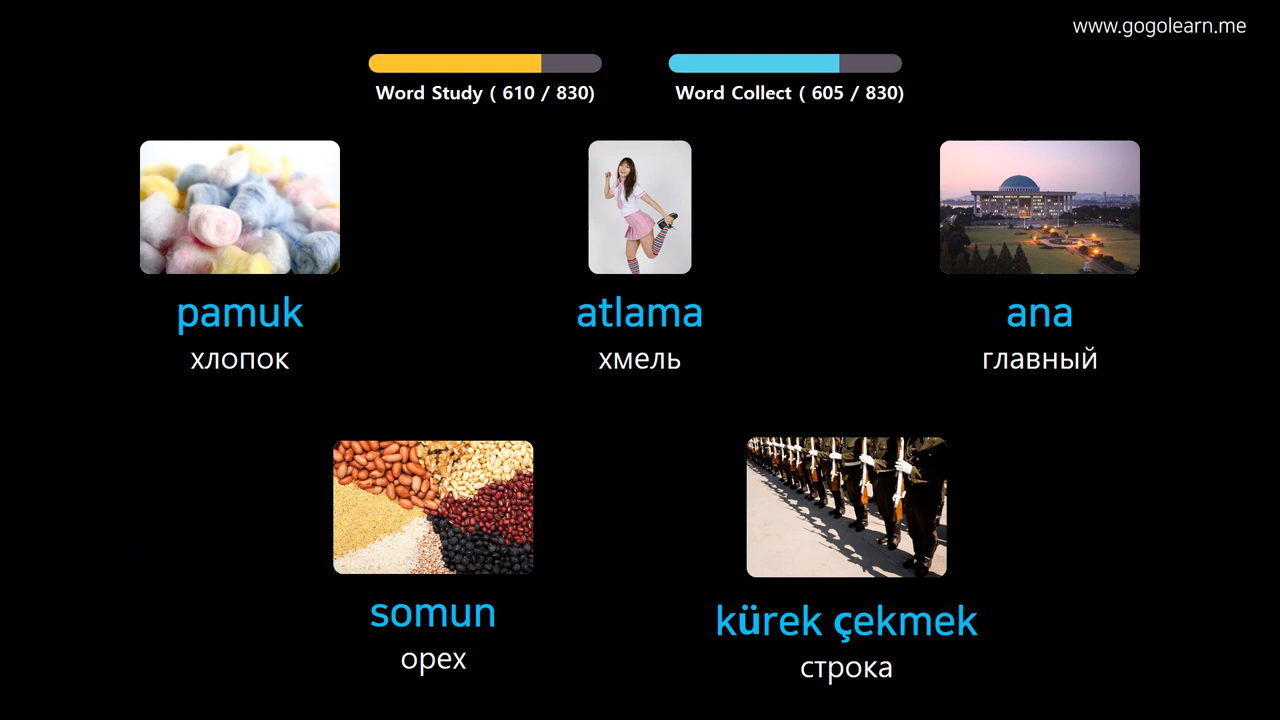 www.gogolearn.me
Word Study ( 610 / 830)
Word Collect ( 605 / 830)
pamuk
хлопок
atlama
хмель
ana
главный
somun
орех
kürek çekmek
строка